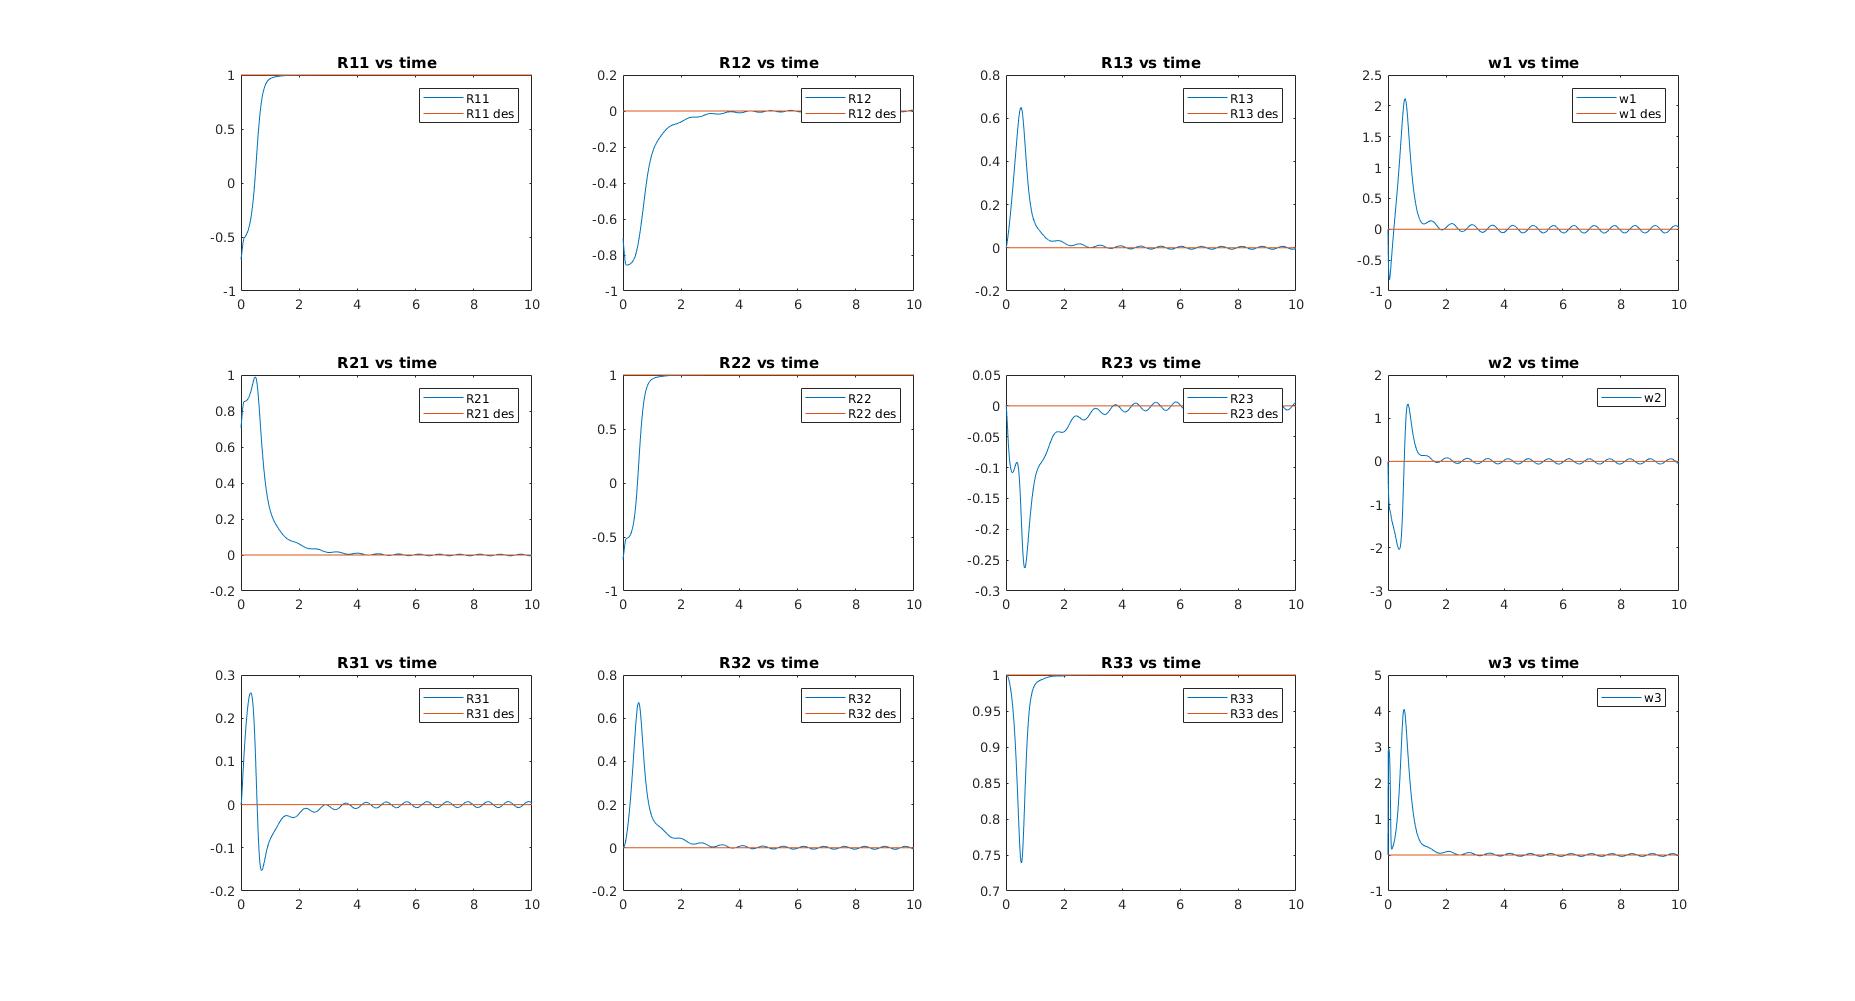 R11 vs time
1
0.5
0
-0.5
-1
0 2 4 6 8 10
R11
R11 des
R12 vs time
0.2
0
-0.2
-0.4
-0.6
-0.8
-1
0 2 4 6 8 10
R12
R12 des
R13 vs time
0.8
0.6
0.4
0.2
0
-0.2
0 2 4 6 8 10
R13
R13 des
w1 vs time
2.5
2
1.5
1
0.5
0
-0.5
-1
0 2 4 6 8 10
w1
w1 des
R21 vs time
1
0.8
0.6
0.4
0.2
0
-0.2
0 2 4 6 8 10
R21
R21 des
R22 vs time
1
0.5
0
-0.5
-1
0 2 4 6 8 10
R22
R22 des
R23 vs time
0.05
0
-0.05
-0.1
-0.15
-0.2
-0.25
-0.3
0 2 4 6 8 10
R23
R23 des
w2 vs time
2
1
0
-1
-2
-3
0 2 4 6 8 10
w2
R31 vs time
0.3
0.2
0.1
0
-0.1
-0.2
0 2 4 6 8 10
R31
R31 des
R32 vs time
0.8
0.6
0.4
0.2
0
-0.2
0 2 4 6 8 10
R32
R32 des
R33 vs time
1
0.95
0.9
0.85
0.8
0.75
0.7
0 2 4 6 8 10
R33
R33 des
w3 vs time
5
4
3
2
1
0
-1
0 2 4 6 8 10
w3